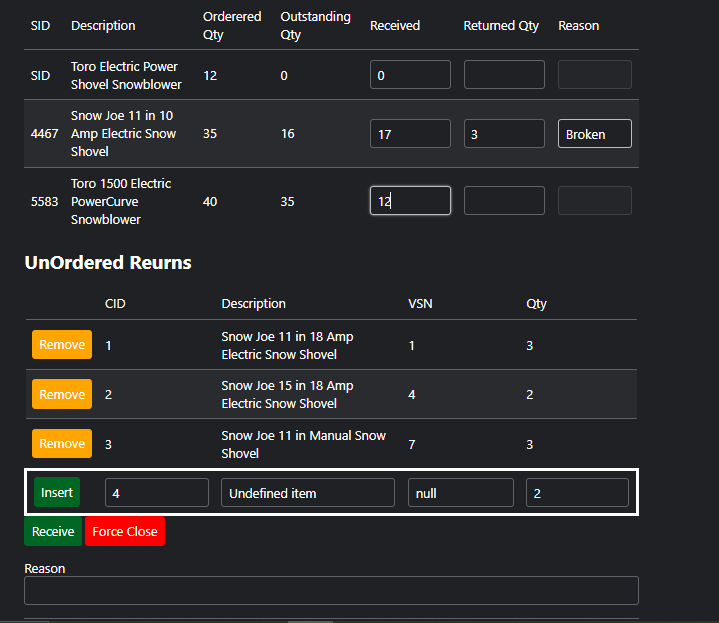 SID Description Orderered Qty Outstanding Qty Received Returned Qty Reason
SID Toro Electric Power Shovel Snowblower 12 0 0
4467 Snow Joe 11 in 10 Amp Electric Snow Shovel 35 16 17 3 Broken
5583 Toro 1500 Electric PowerCurve Snowblower 40 35 12
UnOrdered Reurns
CID Description VSN Qty
Remove 1 Snow Joe 11 in 18 Amp Electric Snow Shovel 1 3
Remove 2 Snow Joe 15 in 18 Amp Electric Snow Shovel 4 2
Remove 3 Snow Joe 11 in Manual Snow Shovel 7 3
Insert 4 Undefined item null 2
Receive Force Close
Reason